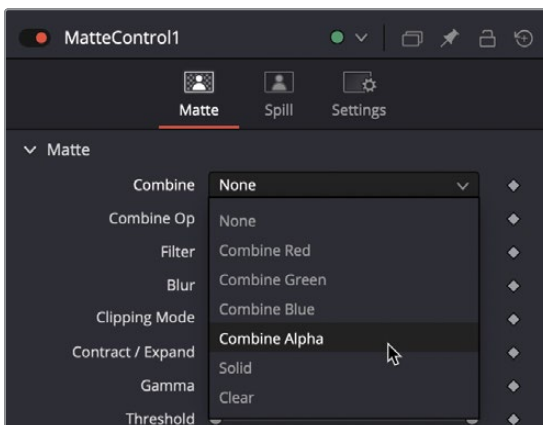 MatteControl1
Matte Spill Settings
Matte
Combine None
Combine Op None
Combine Red
Filter
Combine Green
Blur
Combine Blue
Clipping Mode
Combine Alpha
Contract / Expand
Solid
Gamma
Clear
Threshold